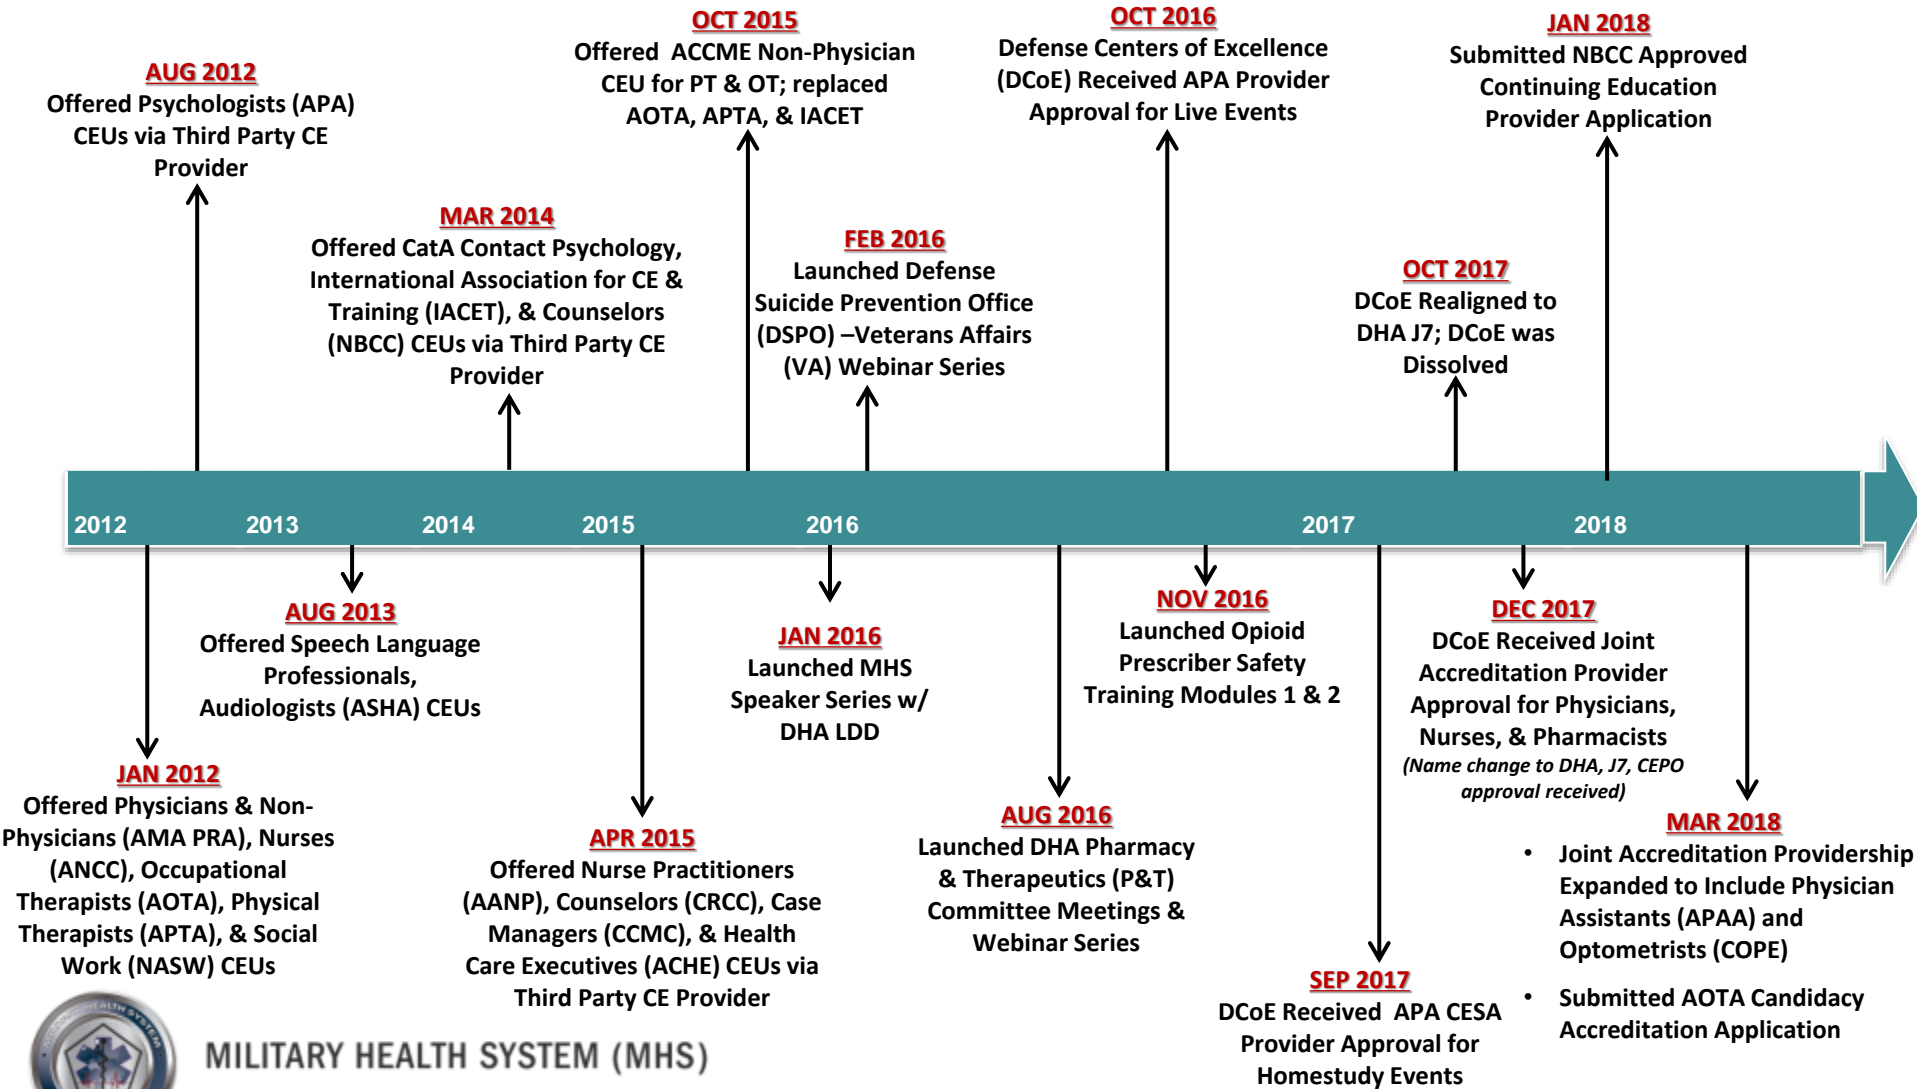 AUG 2012
Offered Psychologists (APA)
CEUs via Third Party CE
Provider
MAR 2014
Offered CatA Contact Psychology,
International Association for CE &
Training (IACET), & Counselors
(NBCC) CEUs via Third Party CE
Provider
OCT 2015
Offered ACCME Non-Physician
CEU for PT & OT; replaced
AOTA, APTA, & IACET
FEB 2016
Launched Defense
Suicide Prevention Office
(DSPO) –Veterans Affairs
(VA) Webinar Series
OCT 2016
Defense Centers of Excellence
(DCoE) Received APA Provider
Approval for Live Events
OCT 2017
DCoE Realigned to
DHA J7; DCoE was
Dissolved
JAN 2018
Submitted NBCC Approved
Continuing Education
Provider Application
2012 2013 2014 2015 2016 2017 2018
JAN 2012
Offered Physicians & Non-
Physicians (AMA PRA), Nurses
(ANCC), Occupational
Therapists (AOTA), Physical
Therapists (APTA), & Social
Work (NASW) CEUs
AUG 2013
Offered Speech Language
Professionals,
Audiologists (ASHA) CEUs
APR 2015
Offered Nurse Practitioners
(AANP), Counselors (CRCC), Case
Managers (CCMC), & Health
Care Executives (ACHE) CEUs via
Third Party CE Provider
JAN 2016
Launched MHS
Speaker Series w/
DHA LDD
AUG 2016
Launched DHA Pharmacy
& Therapeutics (P&T)
Committee Meetings &
Webinar Series
NOV 2016
Launched Opioid
Prescriber Safety
Training Modules 1 & 2
SEP 2017
DCoE Received APA CESA
Provider Approval for
Homestudy Events
DEC 2017
DCoE Received Joint
Accreditation Provider
Approval for Physicians,
Nurses, & Pharmacists
(Name change to DHA, J7, CEPO
approval received)
MAR 2018
• Joint Accreditation Providership
Expanded to Include Physician
Assistants (APAA) and
Optometrists (COPE)
• Submitted AOTA Candidacy
Accreditation Application
HEALTH SYSTEM
MILITARY HEALTH SYSTEM (MHS)